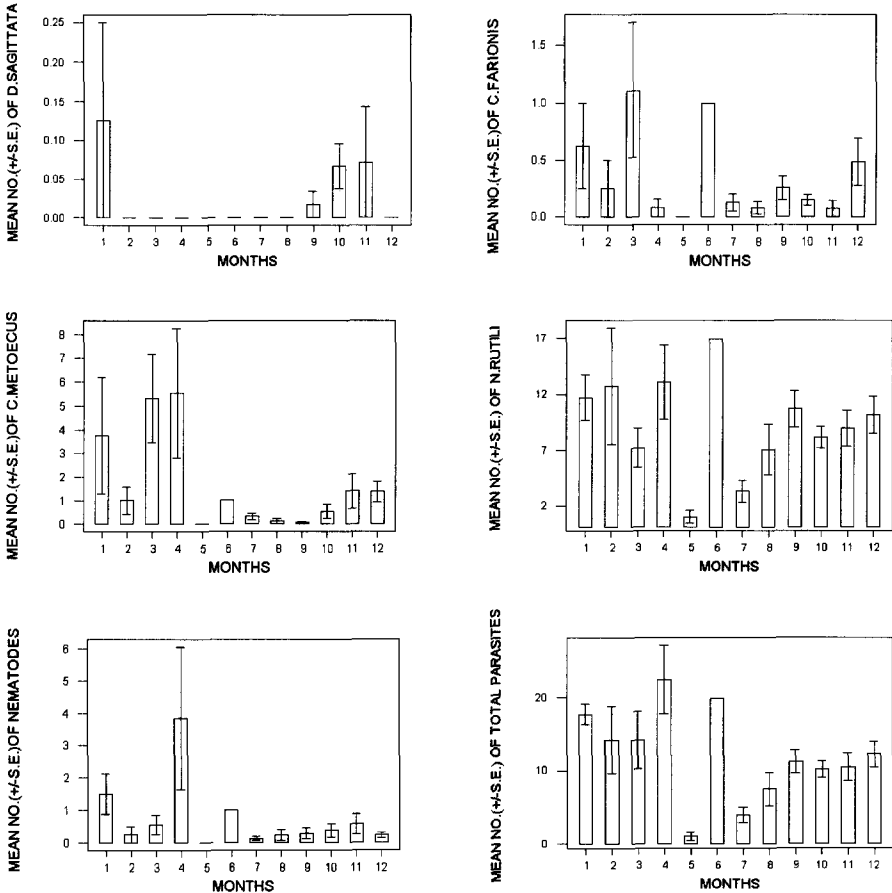 MEAN NO.(+/-S.E.) OF D.SAGITTATA
0.25
0.20
0.15
0.10
0.05
0.00
1 2 3 4 5 6 7 8 9 10 11 12
MONTHS
MEAN NO.(+/-S.E.)OF C.FARIONIS
1.5
1.0
0.5
0.0
1 2 3 4 5 6 7 8 9 10 11 12
MONTHS
MEAN NO.(+/-S.E.)OF C.METOECUS
8
7
6
5
4
3
2
1
0
1 2 3 4 5 6 7 8 9 10 11 12
MONTHS
MEAN NO.(+/-S.E.) OF N.RUTILI
17
12
7
2
1 2 3 4 5 6 7 8 9 10 11 12
MONTHS
MEAN NO.(+/-S.E.)OF NEMATODES
6
5
4
3
2
1
0
1 2 3 4 5 6 7 8 9 10 11 12
MONTHS
MEAN NO.(+/-S.E.) OF TOTAL PARASITES
20
10
0
1 2 3 4 5 6 7 8 9 10 11 12
MONTHS